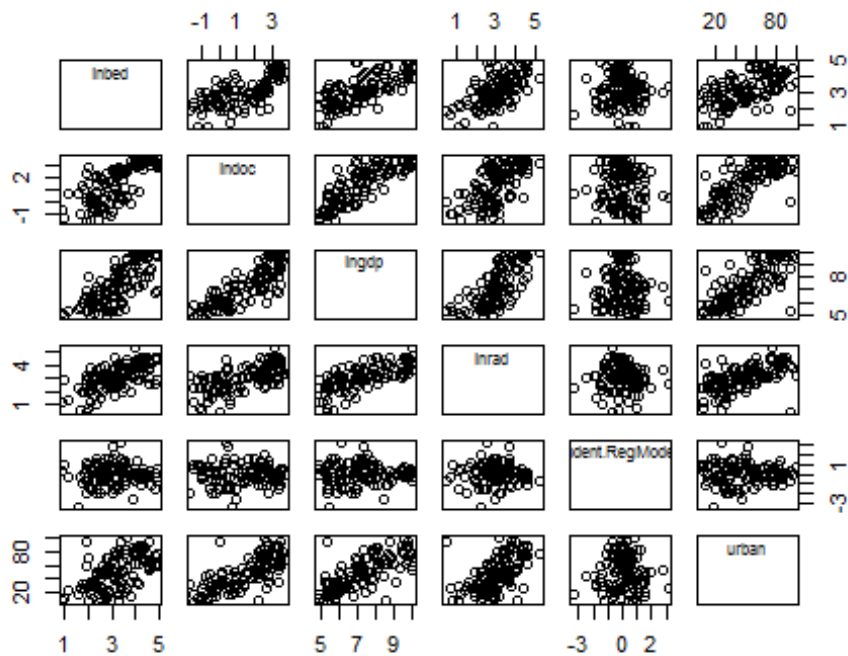 -1 1 3 1 3 5 20 80
lnbed
1 3 5
lndoc
-1 2
lngdp
5 8
lnrad
1 4
dent.RegMode
-3 1
urban
20 80
1 3 5 5 7 9 -3 0 2